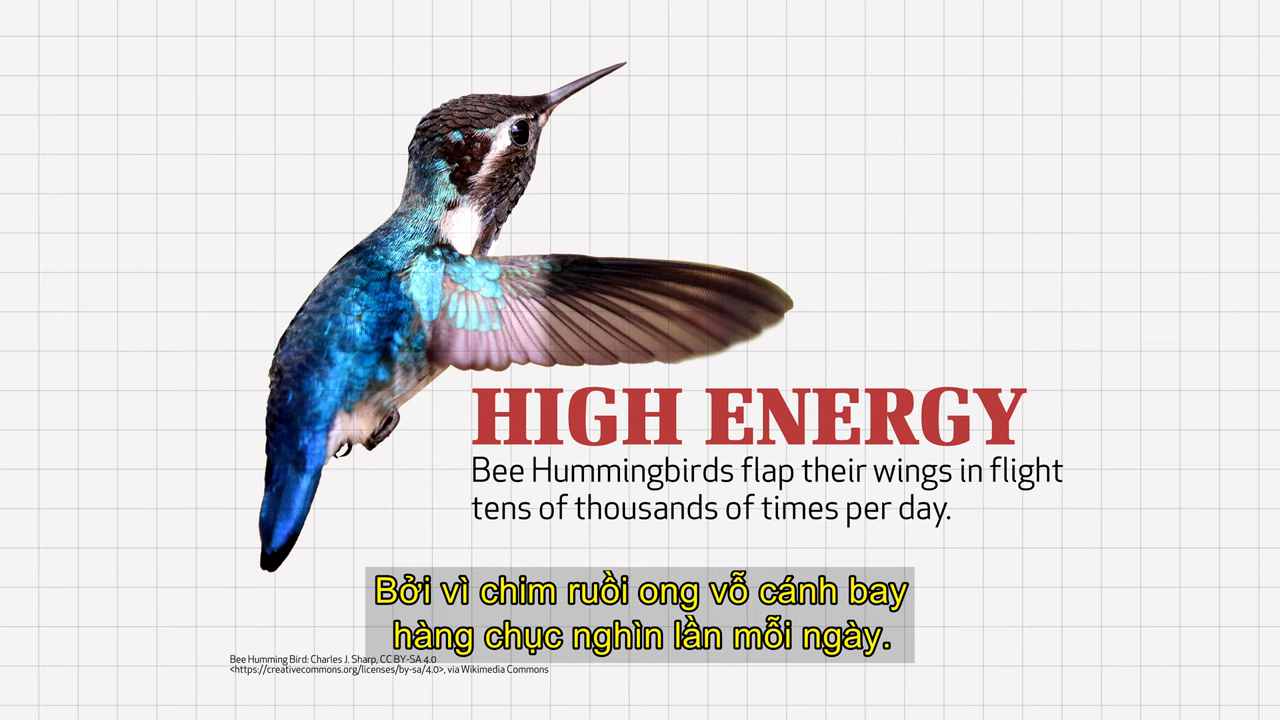 HIGH ENERGY
Bee Hummingbirds flap their wings in flight
tens of thousands of times per day.
Bởi vì chim ruồi ong vỗ cánh bay
hàng chục nghìn lần mỗi ngày.
Bee Humming Bird: Charles J. Sharp, CC BY-SA 4.0
<https://creativecommons.org/licenses/by-sa/4.0>, via Wikimedia Commons